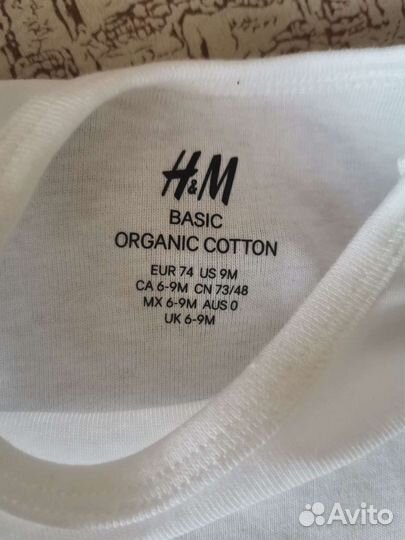 H&M
BASIC
ORGANIC COTTON
EUR 74 US 9M
CA 6-9M CN 73/48
MX 6-9M AUS 0
UK 6-9M
Avito